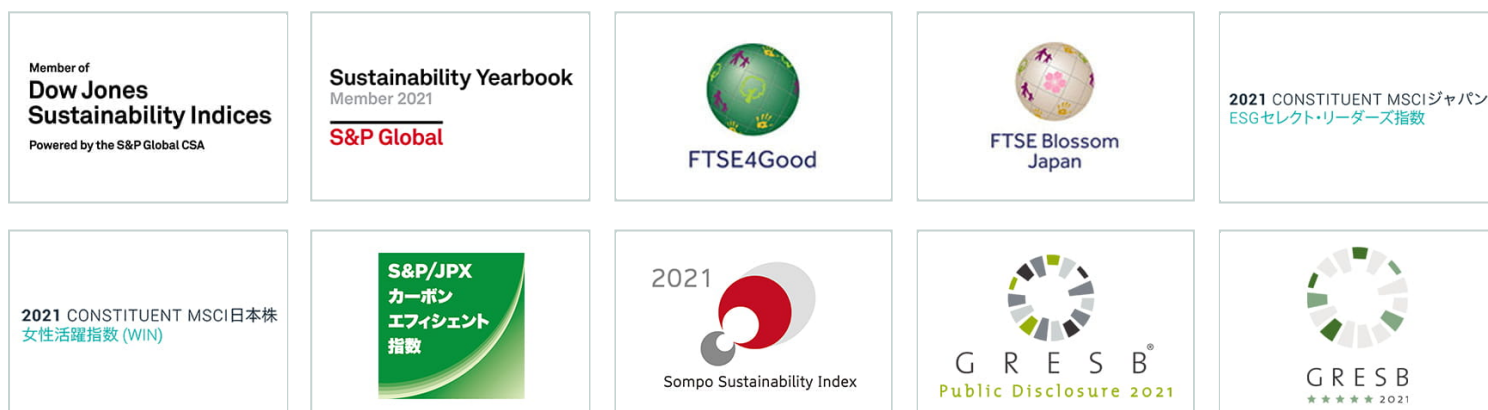 Member of
Dow Jones
Sustainability Indices
Powered by the S&P Global CSA
Sustainability Yearbook
Member 2021
S&P Global
FTSE4Good
FTSE Blossom
Japan
2021 CONSTITUENT MSCIジャパン
ESGセレクト・リーダーズ指数
2021 CONSTITUENT MSCI日本株
女性活躍指数 (WIN)
S&P/JPX
カーボン
エフィシェント
指数
2021
Sompo Sustainability Index
GRESB®
Public Disclosure 2021
GRESB
★★★★★ 2021